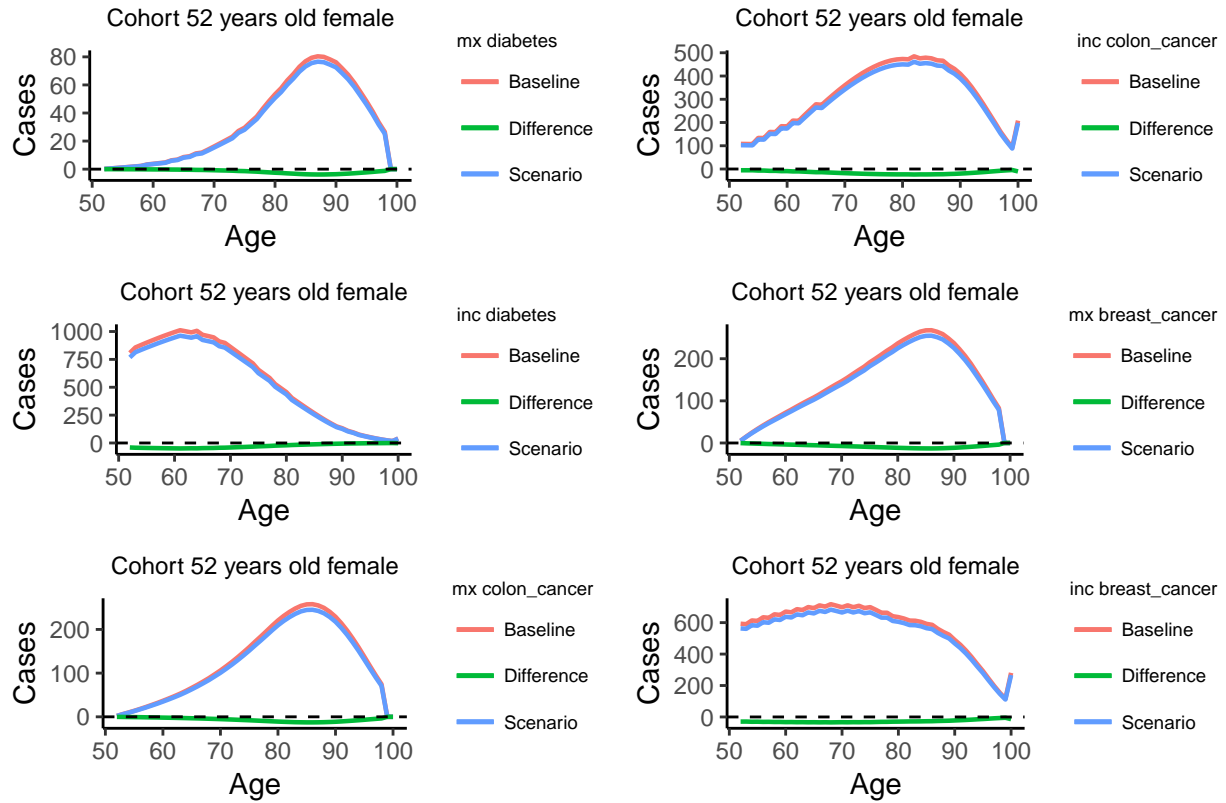 Cohort 52 years old female
mx diabetes
Cases
80
60
40
20
0
50 60 70 80 90 100
Age
Baseline
Difference
Scenario
Cohort 52 years old female
inc colon_cancer
Cases
500
400
300
200
100
0
50 60 70 80 90 100
Age
Baseline
Difference
Scenario
Cohort 52 years old female
inc diabetes
Cases
1000
750
500
250
0
50 60 70 80 90 100
Age
Baseline
Difference
Scenario
Cohort 52 years old female
mx breast_cancer
Cases
200
100
0
50 60 70 80 90 100
Age
Baseline
Difference
Scenario
Cohort 52 years old female
mx colon_cancer
Cases
200
100
0
50 60 70 80 90 100
Age
Baseline
Difference
Scenario
Cohort 52 years old female
inc breast_cancer
Cases
600
400
200
0
50 60 70 80 90 100
Age
Baseline
Difference
Scenario